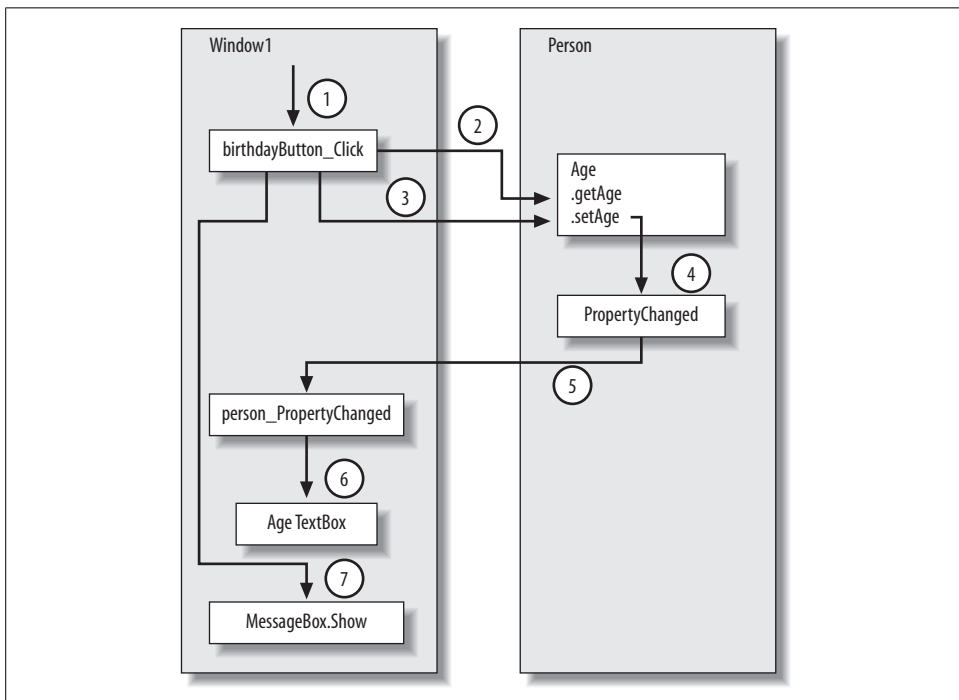 Window1
Person
1
birthdayButton_Click
2
3
Age
.getAge
.setAge
4
PropertyChanged
5
person_PropertyChanged
6
Age TextBox
7
MessageBox.Show